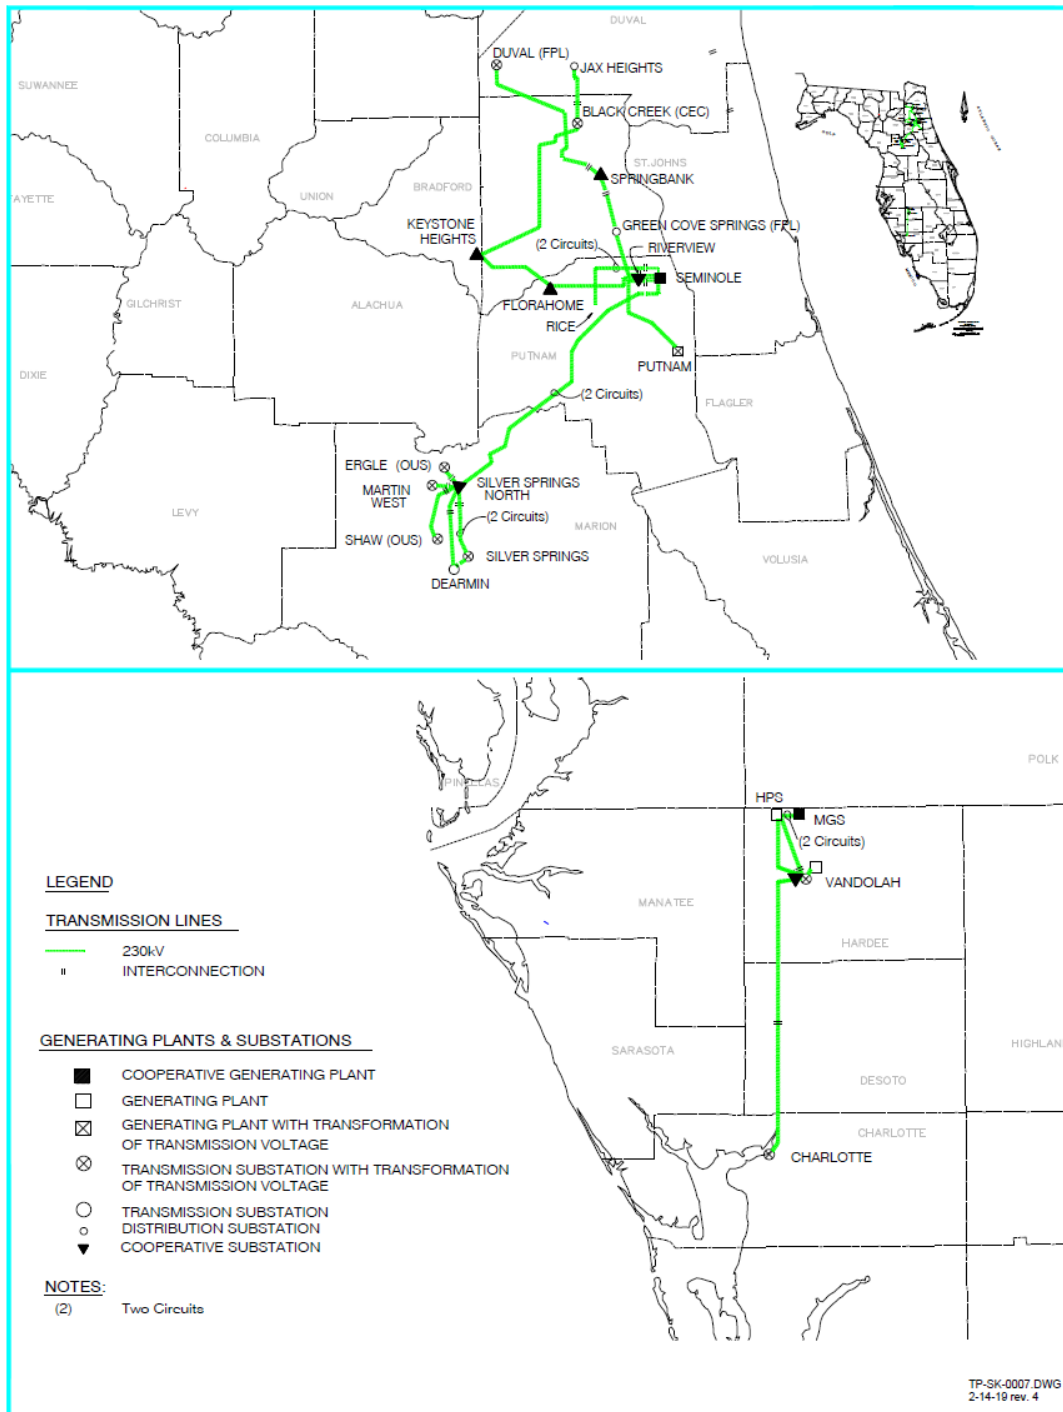 DUVAL
DUVAL (FPL)
JAX HEIGHTS
SUWANNEE
BLACK CREEK (CEC)
COLUMBIA
ST.JOHNS
SPRINGBANK
BRADFORD
UNION
AYETTE
KEYSTONE
HEIGHTS
GREEN COVE SPRINGS (FPL)
(2 Circuits)
RIVERVIEW
SEMINOLE
GILCHRIST
ALACHUA
FLORAHOME
RICE
PUTNAM
PUTNAM
DIXIE
(2 Circuits)
FLAGLER
ERGLE (OUS)
MARTIN
WEST
SILVER SPRINGS
NORTH
LEVY
(2 Circuits)
MARION
SHAW (OUS)
SILVER SPRINGS
VOLUSIA
DEARMIN
POLK
PINELLAS
HPS
MGS
(2 Circuits)
VANDOLAH
MANATEE
HARDEE
LEGEND
TRANSMISSION LINES
230kV
INTERCONNECTION
SARASOTA
HIGHLAN
DESOTO
CHARLOTTE
CHARLOTTE
GENERATING PLANTS & SUBSTATIONS
COOPERATIVE GENERATING PLANT
GENERATING PLANT
GENERATING PLANT WITH TRANSFORMATION
OF TRANSMISSION VOLTAGE
TRANSMISSION SUBSTATION WITH TRANSFORMATION
OF TRANSMISSION VOLTAGE
TRANSMISSION SUBSTATION
DISTRIBUTION SUBSTATION
COOPERATIVE SUBSTATION
NOTES:
(2) Two Circuits
TP-SK-0007.DWG
2-14-19 rev. 4